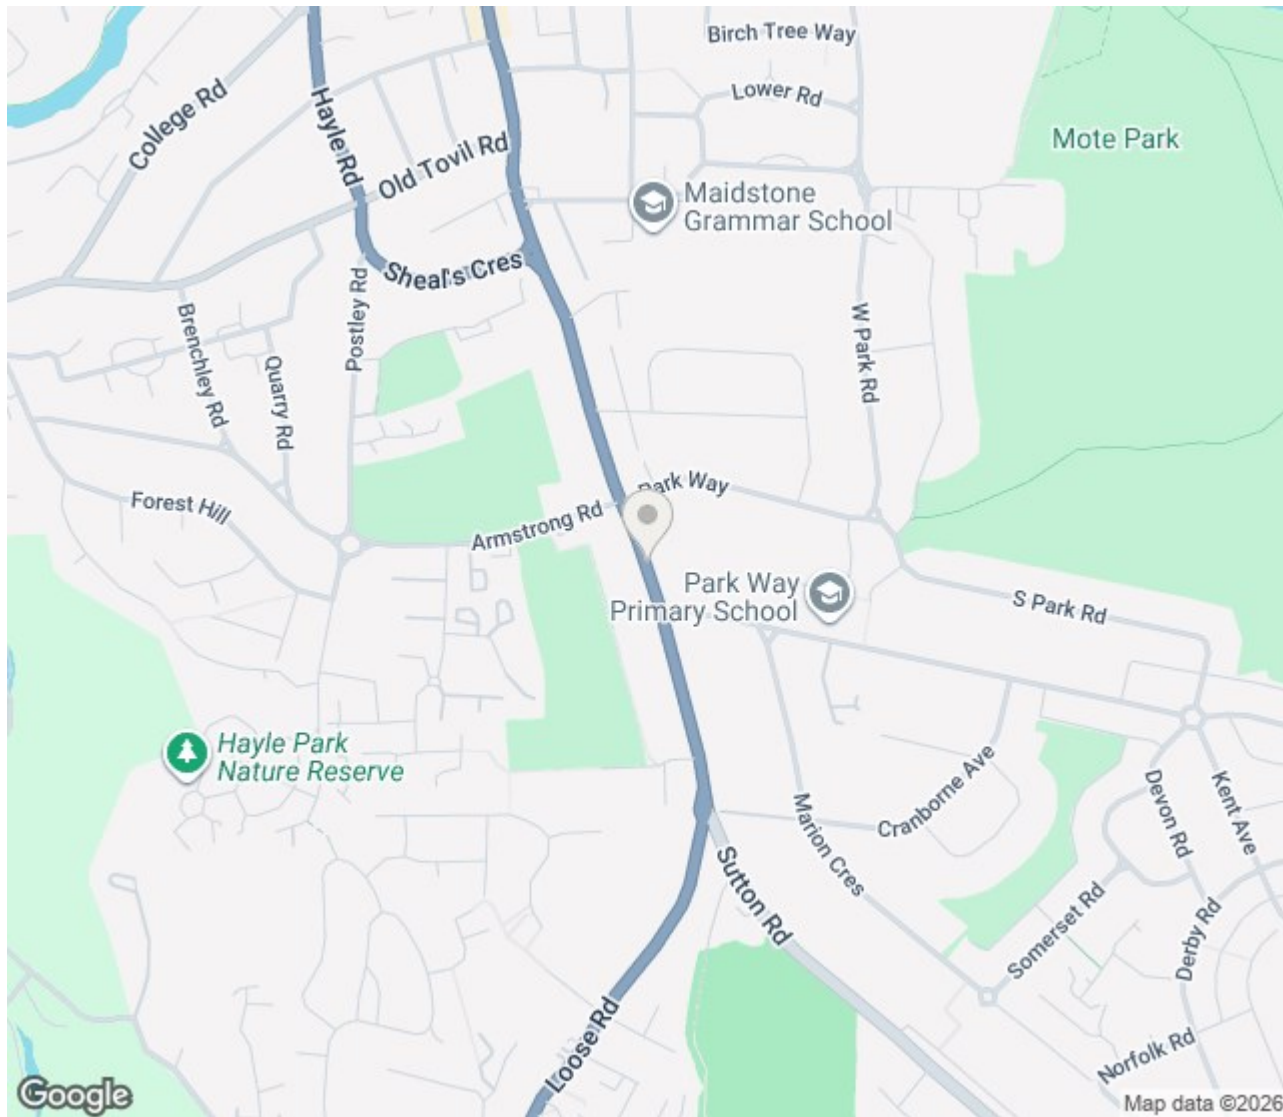 Birch Tree Way
Lower Rd
Mote Park
College Rd
Hayle Rd
Old Tovil Rd
Maidstone
Grammar School
Sheal's Cres
Postley Rd
Brenchley Rd
Quarry Rd
W Park Rd
Forest Hill
Armstrong Rd
Park Way
Park Way
Primary School
S Park Rd
Hayle Park
Nature Reserve
Marion Cres
Cranborne Ave
Devon Rd
Kent Ave
Sutton Rd
Somerset Rd
Derby Rd
Loose Rd
Norfolk Rd
Google
Map data ©2026